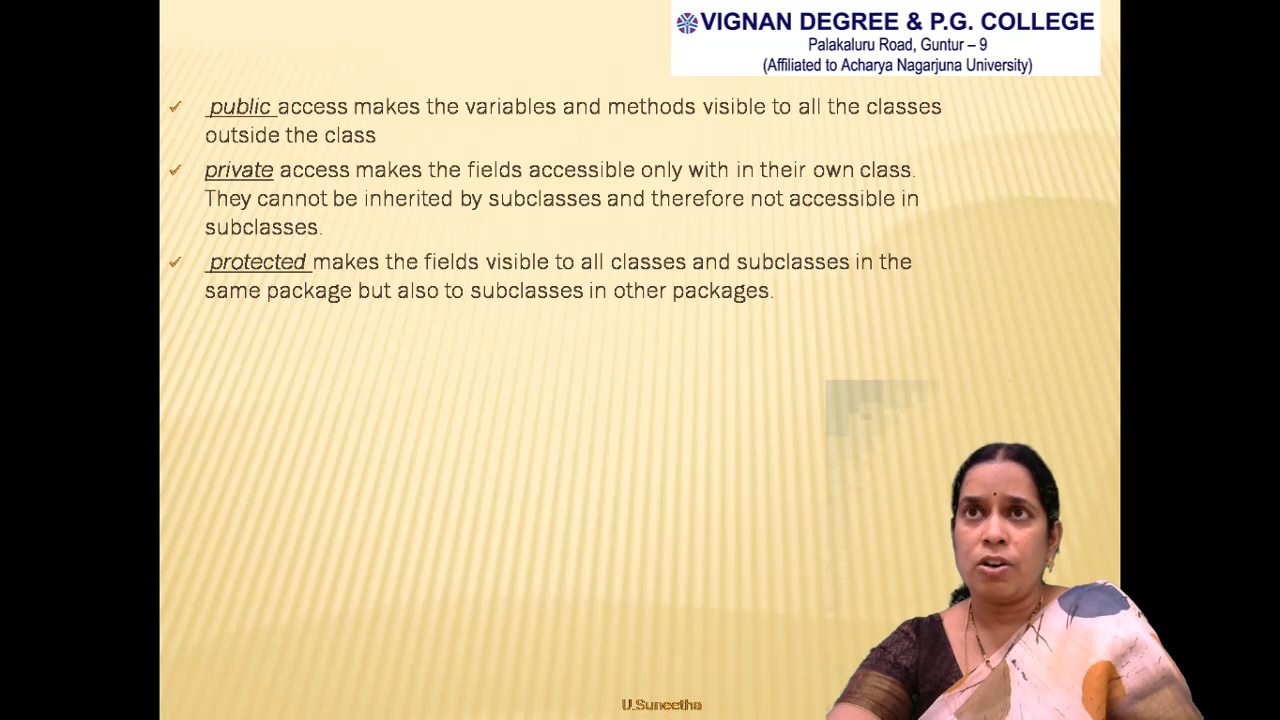 VIGNAN DEGREE & P.G. COLLEGE
Palakaluru Road, Guntur – 9
(Affiliated to Acharya Nagarjuna University)
public access makes the variables and methods visible to all the classes
outside the class
private access makes the fields accessible only with in their own class.
They cannot be inherited by subclasses and therefore not accessible in
subclasses.
protected makes the fields visible to all classes and subclasses in the
same package but also to subclasses in other packages.
U.Suneetha